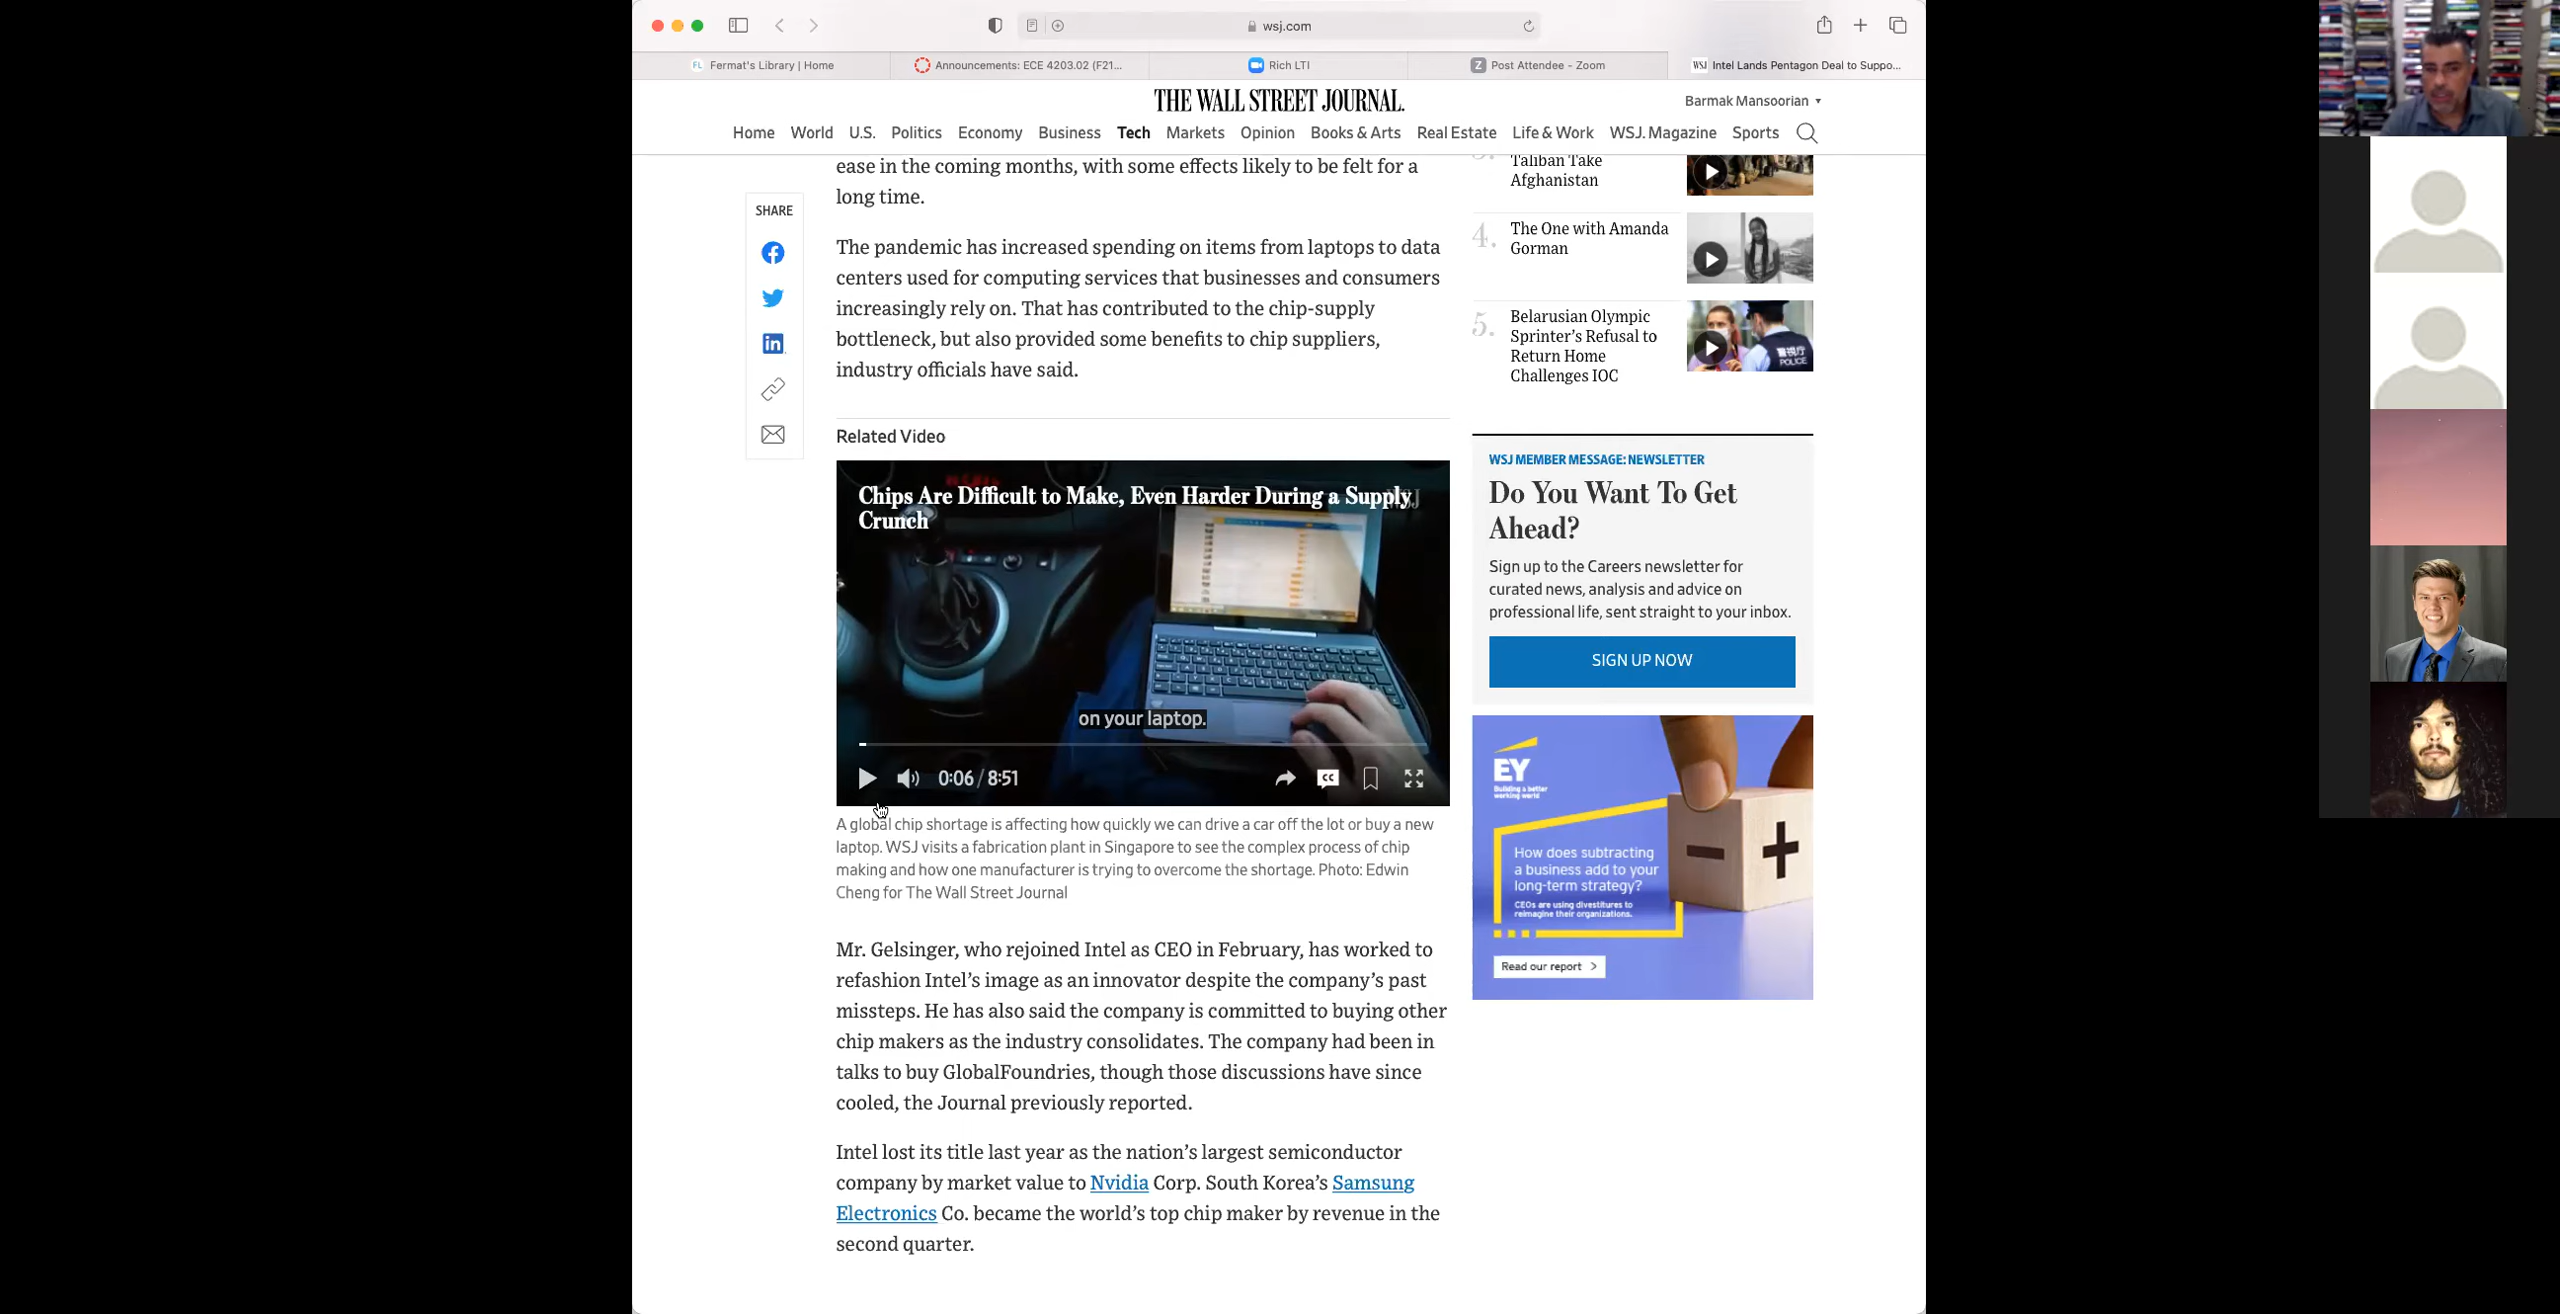 wsj.com
FL Fermat's Library | Home
Announcements: ECE 4203.02 (F21...
Rich LTI
Z Post Attendee - Zoom
WSJ Intel Lands Pentagon Deal to Suppo...
THE WALL STREET JOURNAL.
Barmak Mansoorian
Home World U.S. Politics Economy Business Tech Markets Opinion Books & Arts Real Estate Life & Work WSJ. Magazine Sports
SHARE
ease in the coming months, with some effects likely to be felt for a
long time.
The pandemic has increased spending on items from laptops to data
centers used for computing services that businesses and consumers
increasingly rely on. That has contributed to the chip-supply
bottleneck, but also provided some benefits to chip suppliers,
industry officials have said.
Related Video
Chips Are Difficult to Make, Even Harder During a Supply
Crunch
WSJ
on your laptop.
0:06 / 8:51
CC
A global chip shortage is affecting how quickly we can drive a car off the lot or buy a new
laptop. WSJ visits a fabrication plant in Singapore to see the complex process of chip
making and how one manufacturer is trying to overcome the shortage. Photo: Edwin
Cheng for The Wall Street Journal
Mr. Gelsinger, who rejoined Intel as CEO in February, has worked to
refashion Intel's image as an innovator despite the company's past
missteps. He has also said the company is committed to buying other
chip makers as the industry consolidates. The company had been in
talks to buy GlobalFoundries, though those discussions have since
cooled, the Journal previously reported.
Intel lost its title last year as the nation's largest semiconductor
company by market value to Nvidia Corp. South Korea's Samsung
Electronics Co. became the world's top chip maker by revenue in the
second quarter.
3. Taliban Take
Afghanistan
4. The One with Amanda
Gorman
5. Belarusian Olympic
Sprinter's Refusal to
Return Home
Challenges IOC
警視庁
POLICE
WSJ MEMBER MESSAGE: NEWSLETTER
Do You Want To Get
Ahead?
Sign up to the Careers newsletter for
curated news, analysis and advice on
professional life, sent straight to your inbox.
SIGN UP NOW
EY
Building a better
working world
How does subtracting
a business add to your
long-term strategy?
CEOs are using divestitures to
reimagine their organizations.
Read our report >